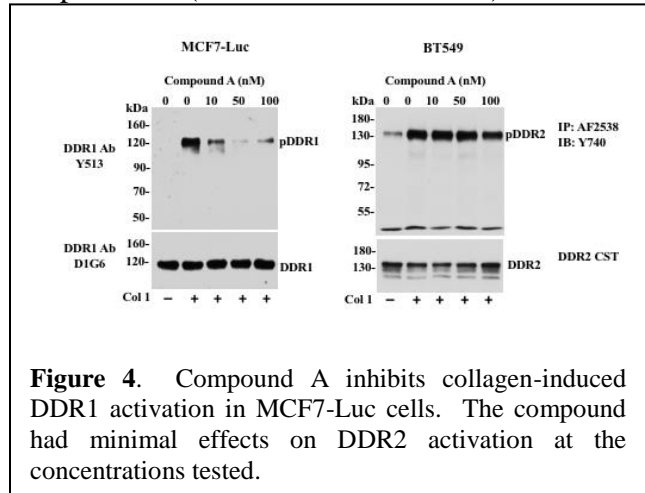 MCF7-Luc BT549
Compound A (nM) Compound A (nM)
0 0 10 50 100 0 0 10 50 100
kDa kDa
160- 180-
DDR1 Ab 120- pDDR1 130- pDDR2 IP: AF2538
Y513 IB: Y740
90- 95-
70- 72-
50- 55-
DDR1 Ab 160- 180- DDR2 CST
D1G6 120- DDR1 130- DDR2
Col 1 – + + + + Col 1 – + + + +
Figure 4. Compound A inhibits collagen-induced
DDR1 activation in MCF7-Luc cells. The compound
had minimal effects on DDR2 activation at the
concentrations tested.